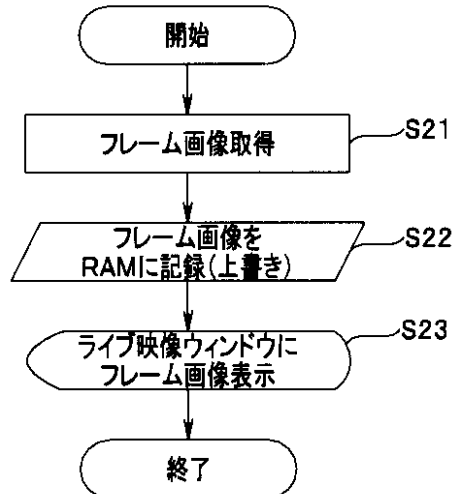 開始
フレーム画像取得
S21
フレーム画像を
RAMに記録(上書き)
S22
ライブ映像ウィンドウに
フレーム画像表示
S23
終了